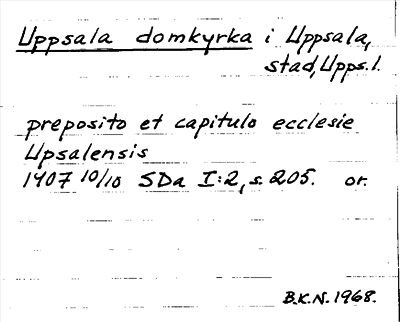 Uppsala domkyrka i Uppsala,
stad, Upps. l.
preposito et capitulo ecclesie
Upsalensis
1407 10/10 SDa I:2, s. 205. or.
B.K.N. 1968.